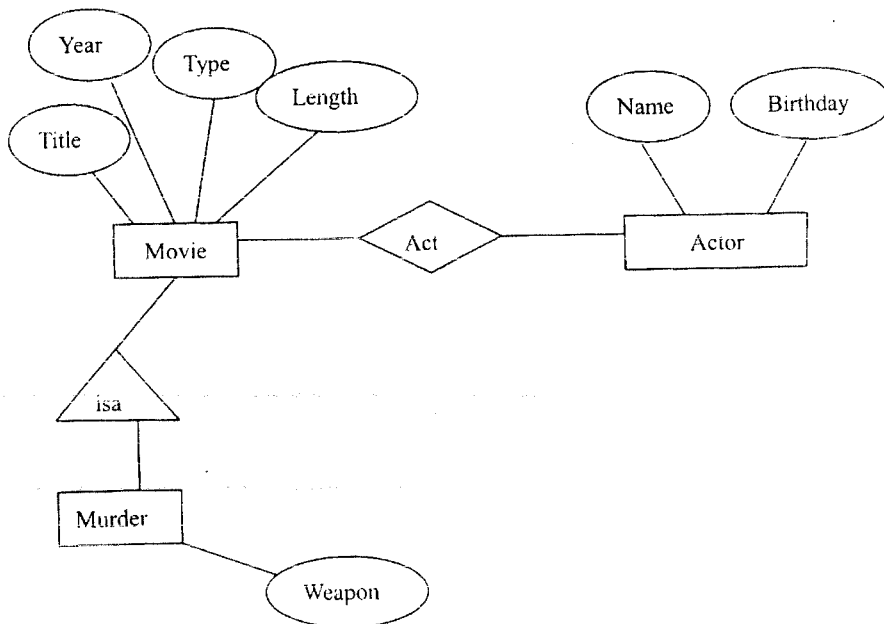 Year
Type
Length
Name
Birthday
Title
Movie
Act
Actor
isa
Murder
Weapon